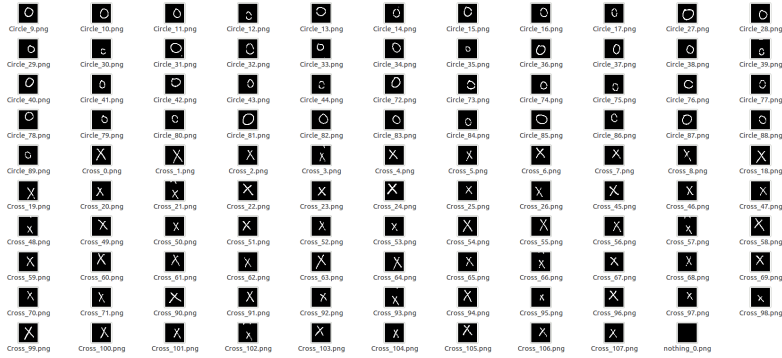 Circle_9.png Circle_10.png Circle_11.png Circle_12.png Circle_13.png Circle_14.png Circle_15.png Circle_16.png Circle_17.png Circle_27.png Circle_28.png
Circle_29.png Circle_30.png Circle_31.png Circle_32.png Circle_33.png Circle_34.png Circle_35.png Circle_36.png Circle_37.png Circle_38.png Circle_39.png
Circle_40.png Circle_41.png Circle_42.png Circle_43.png Circle_44.png Circle_72.png Circle_73.png Circle_74.png Circle_75.png Circle_76.png Circle_77.png
Circle_78.png Circle_79.png Circle_80.png Circle_81.png Circle_82.png Circle_83.png Circle_84.png Circle_85.png Circle_86.png Circle_87.png Circle_88.png
Circle_89.png Cross_0.png Cross_1.png Cross_2.png Cross_3.png Cross_4.png Cross_5.png Cross_6.png Cross_7.png Cross_8.png Cross_18.png
Cross_19.png Cross_20.png Cross_21.png Cross_22.png Cross_23.png Cross_24.png Cross_25.png Cross_26.png Cross_45.png Cross_46.png Cross_47.png
Cross_48.png Cross_49.png Cross_50.png Cross_51.png Cross_52.png Cross_53.png Cross_54.png Cross_55.png Cross_56.png Cross_57.png Cross_58.png
Cross_59.png Cross_60.png Cross_61.png Cross_62.png Cross_63.png Cross_64.png Cross_65.png Cross_66.png Cross_67.png Cross_68.png Cross_69.png
Cross_70.png Cross_71.png Cross_90.png Cross_91.png Cross_92.png Cross_93.png Cross_94.png Cross_95.png Cross_96.png Cross_97.png Cross_98.png
Cross_99.png Cross_100.png Cross_101.png Cross_102.png Cross_103.png Cross_104.png Cross_105.png Cross_106.png Cross_107.png nothing_0.png